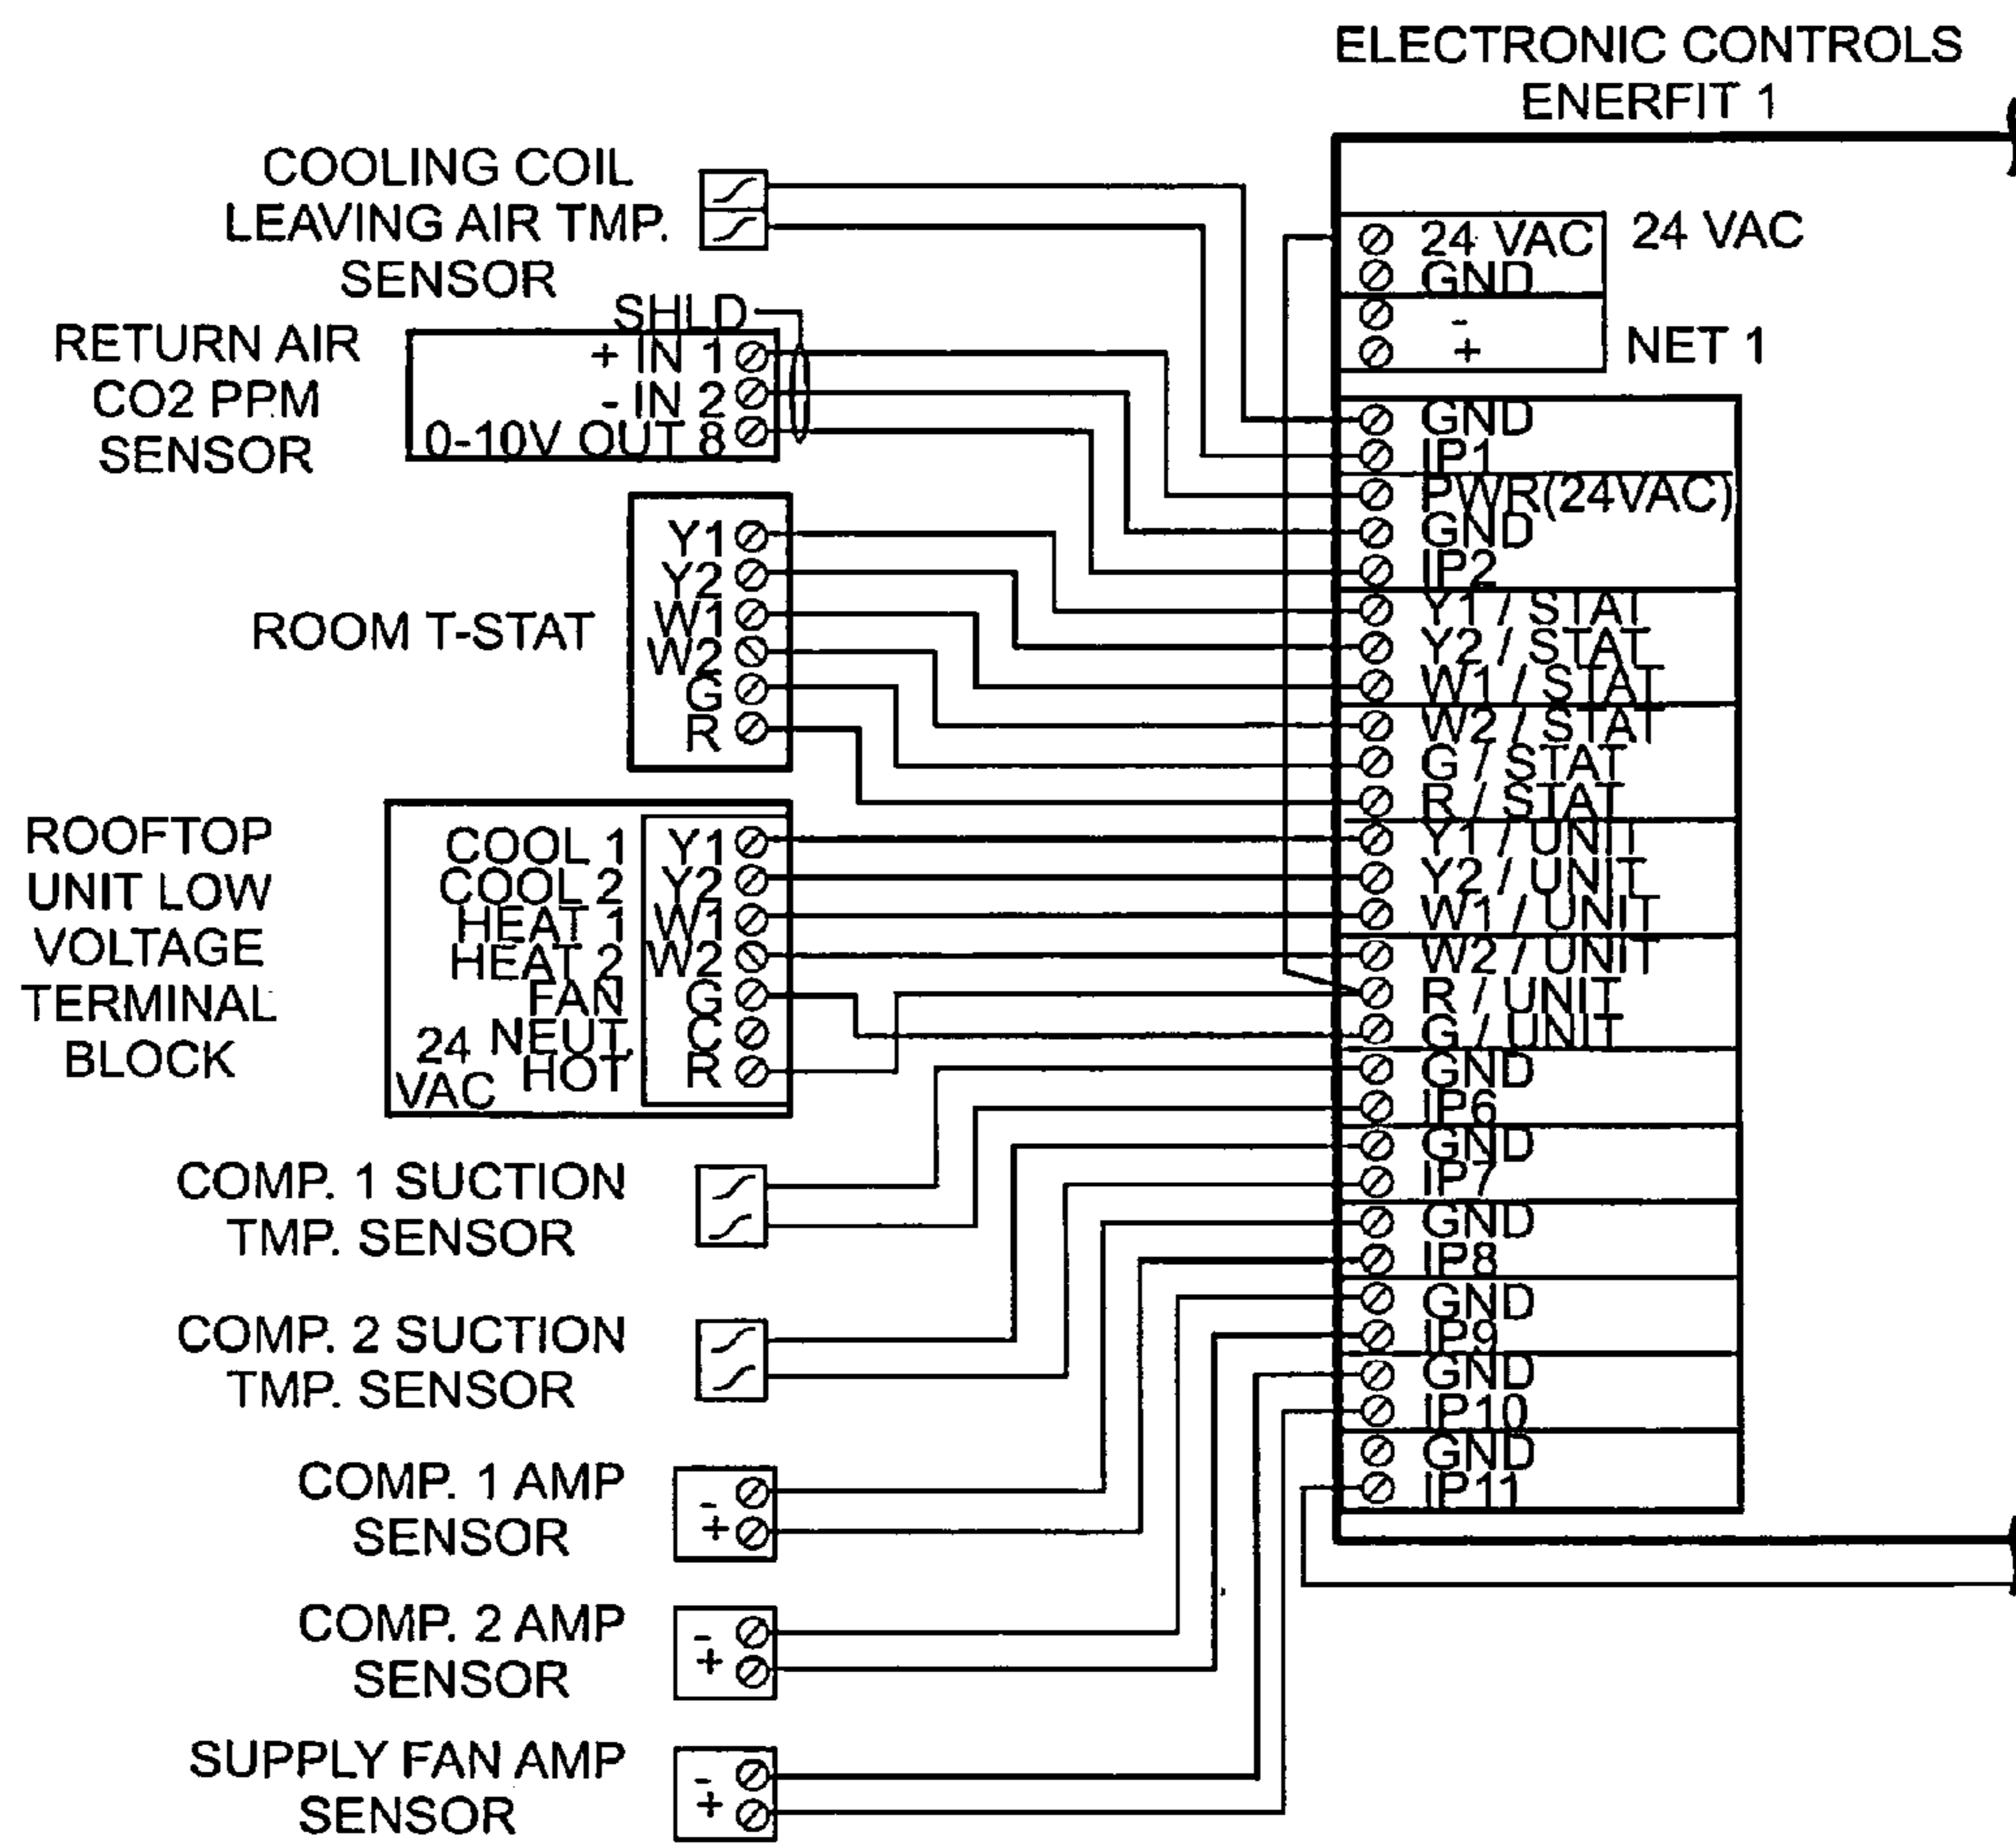 ELECTRONIC CONTROLS
ENERFIT 1
COOLING COIL
LEAVING AIR TMP.
SENSOR
RETURN AIR
CO2 PPM
SENSOR
SHLD
+ IN 1
- IN 2
0-10V OUT 8
ROOM T-STAT
Y1
Y2
W1
W2
G
R
ROOFTOP
UNIT LOW
VOLTAGE
TERMINAL
BLOCK
COOL 1 Y1
COOL 2 Y2
HEAT 1 W1
HEAT 2 W2
FAN G
NEUT. C
HOT R
24
VAC
COMP. 1 SUCTION
TMP. SENSOR
COMP. 2 SUCTION
TMP. SENSOR
COMP. 1 AMP
SENSOR
-
+
COMP. 2 AMP
SENSOR
-
+
SUPPLY FAN AMP
SENSOR
-
+
24 VAC
GND
24 VAC
-
+
NET 1
GND
IP1
PWR(24VAC)
GND
IP2
Y1 / STAT
Y2 / STAT
W1 / STAT
W2 / STAT
G / STAT
R / STAT
Y1 / UNIT
Y2 / UNIT
W1 / UNIT
W2 / UNIT
R / UNIT
G / UNIT
GND
IP6
GND
IP7
GND
IP8
GND
IP9
GND
IP10
GND
IP11